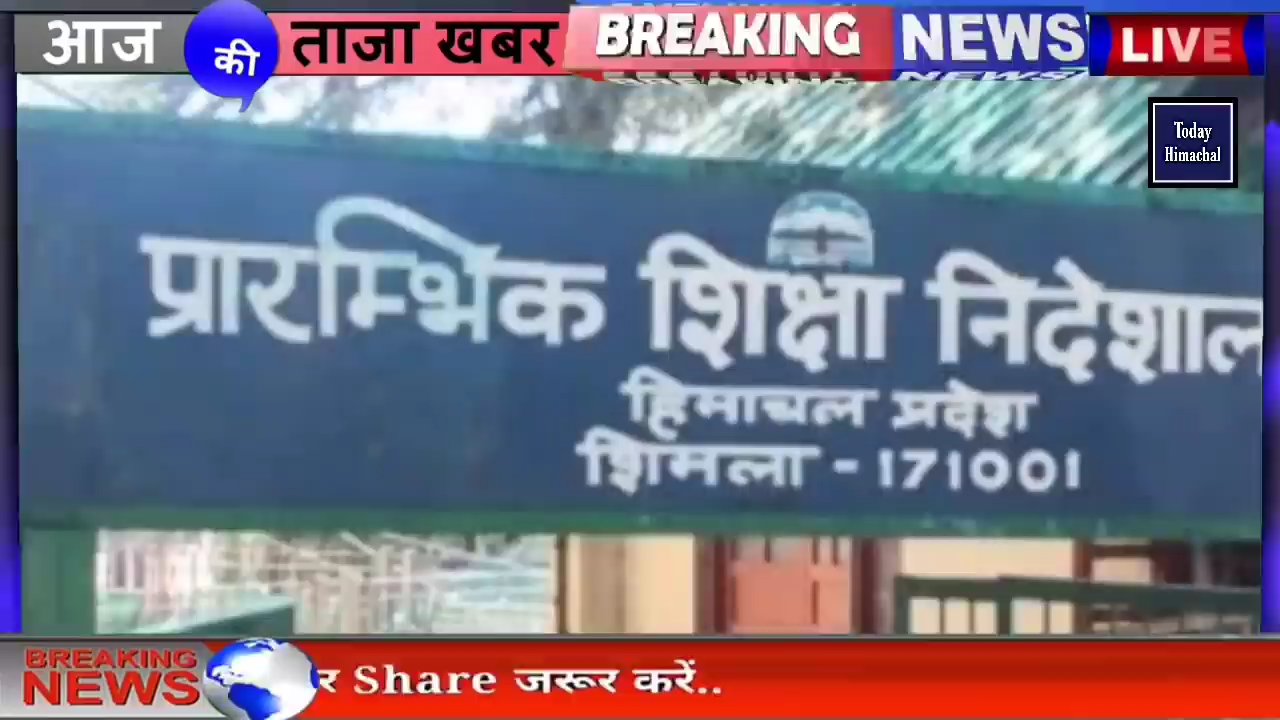 आज की ताजा खबर BREAKING NEWS LIVE
Today
Himachal
प्रारम्भिक शिक्षा निदेशाल
हिमाचल प्रदेश
शिमला - 171001
BREAKING
NEWS
र Share जरूर करें..